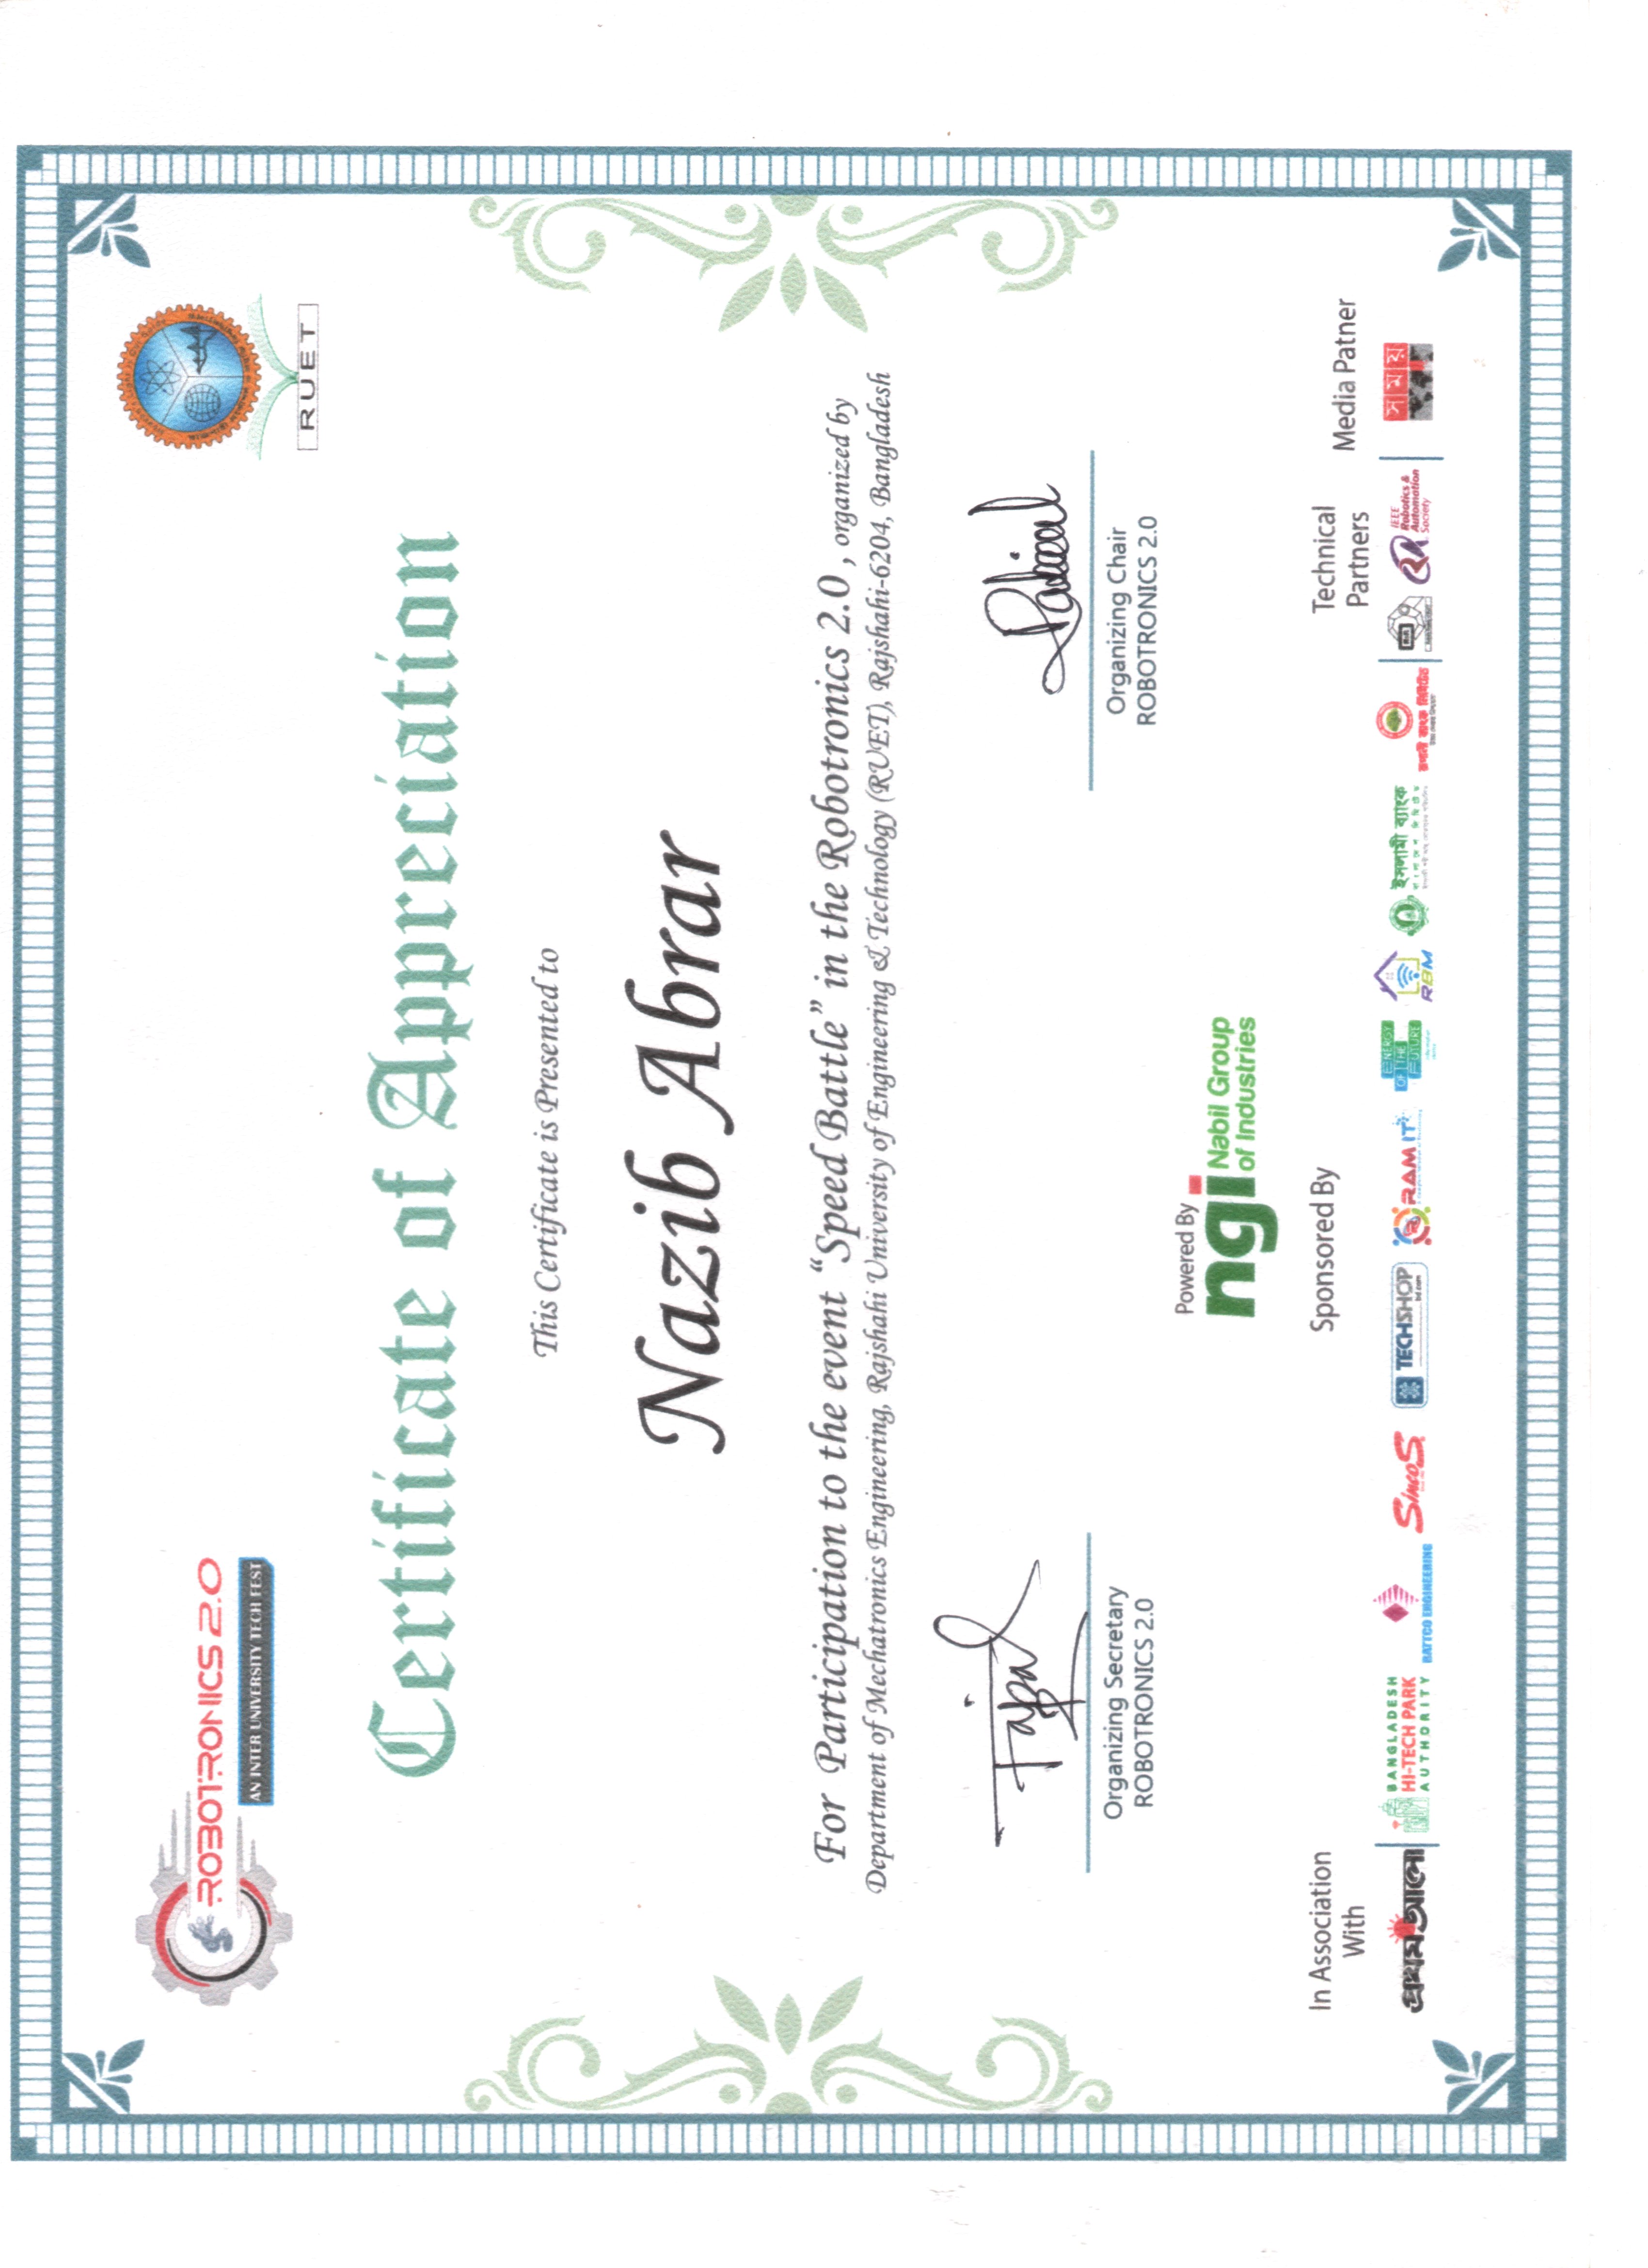 ROBOTRONICS 2.0
AN INTER UNIVERSITY TECH FEST
RUET
Certificate of Appreciation
This Certificate is Presented to
Nazib Abrar
For Participation to the event “Speed Battle” in the Robotronics 2.0 , organized by
Department of Mechatronics Engineering, Rajshahi University of Engineering & Technology (RUET), Rajshahi-6204, Bangladesh
Organizing Secretary
ROBOTRONICS 2.0
Organizing Chair
ROBOTRONICS 2.0
Powered By
ngi Nabil Group
of Industries
In Association
With
Sponsored By
Technical
Partners
Media Patner
প্রথম আলো
BANGLADESH
HI-TECH PARK
AUTHORITY
BATTCO ENGINEERING
SincoS
TECHSHOP
bd.com
RAM IT
ENERGY
OF THE
FUTURE
RBM
ইসলামী ব্যাংক
বাংলাদেশ লিমিটেড
রূপালী ব্যাংক লিমিটেড
IEEE
Robotics &
Automation
Society
সময়